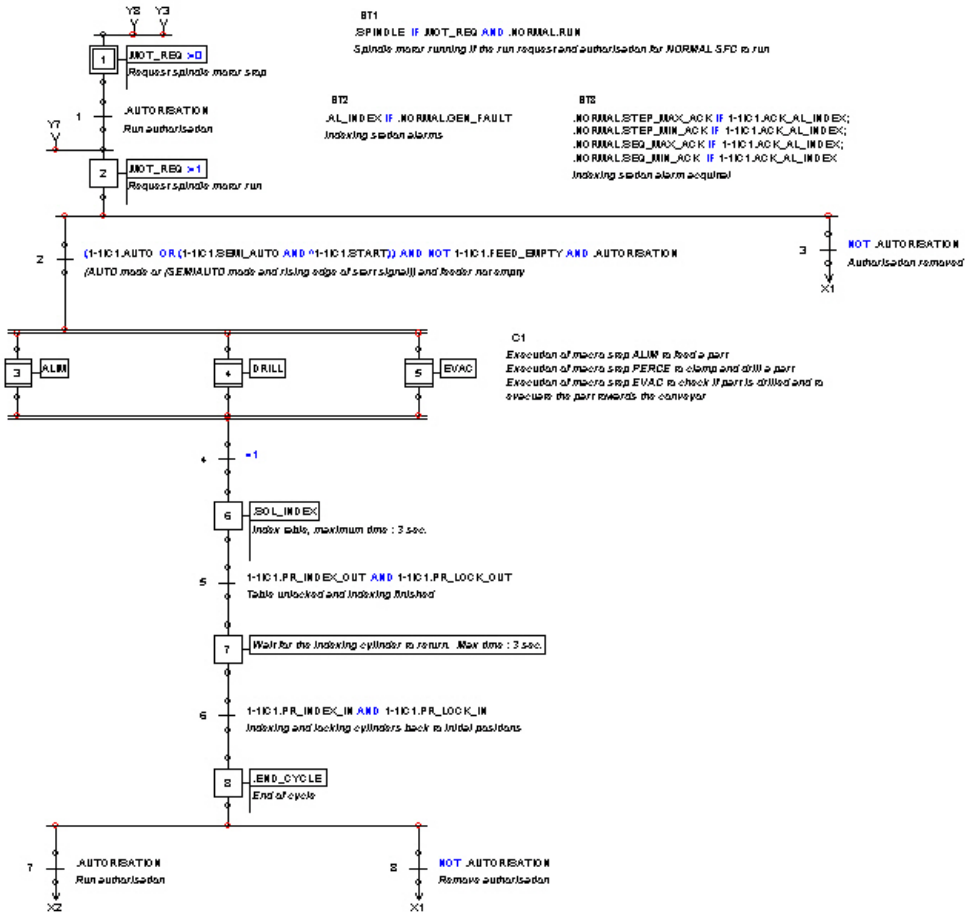 Y8 Y3
BT1
.SPINDLE IF .MOT_REQ AND .NORMAL.RUN
Spindle motor running if the run request and authorisation for NORMAL SFC to run
1 .MOT_REQ :=0
Request spindle motor stop
BT2
.AL_INDEX IF .NORMAL.GEN_FAULT
Indexing station alarms
BT3
.NORMAL.STEP_MAX_ACK IF 1-1IC1.ACK_AL_INDEX;
.NORMAL.STEP_MIN_ACK IF 1-1IC1.ACK_AL_INDEX;
.NORMAL.SEQ_MAX_ACK IF 1-1IC1.ACK_AL_INDEX;
.NORMAL.SEQ_MIN_ACK IF 1-1IC1.ACK_AL_INDEX
Indexing station alarm acquital
1 .AUTORISATION
Run authorisation
Y7
2 .MOT_REQ :=1
Request spindle motor run
2 (1-1IC1.AUTO OR (1-1IC1.SEMI_AUTO AND ^1-1IC1.START)) AND NOT 1-1IC1.FEED_EMPTY AND .AUTORISATION
(AUTO mode or (SEMIAUTO mode and rising edge of start signal)) and feeder not empty
3 NOT .AUTORISATION
Authorisation removed
X1
3 ALIM
4 DRILL
5 EVAC
C1
Execution of macro step ALIM to feed a part
Execution of macro step PERCE to clamp and drill a part
Execution of macro step EVAC to check if part is drilled and to
evacuate the part towards the conveyor
4 =1
6 .SOL_INDEX
Index table, maximum time : 3 sec.
5 1-1IC1.PR_INDEX_OUT AND 1-1IC1.PR_LOCK_OUT
Table unlocked and indexing finished
7 Wait for the indexing cylinder to return. Max time : 3 sec.
6 1-1IC1.PR_INDEX_IN AND 1-1IC1.PR_LOCK_IN
Indexing and locking cylinders back to initial positions
8 .END_CYCLE
End of cycle
7 .AUTORISATION
Run authorisation
X2
8 NOT .AUTORISATION
Remove authorisation
X1